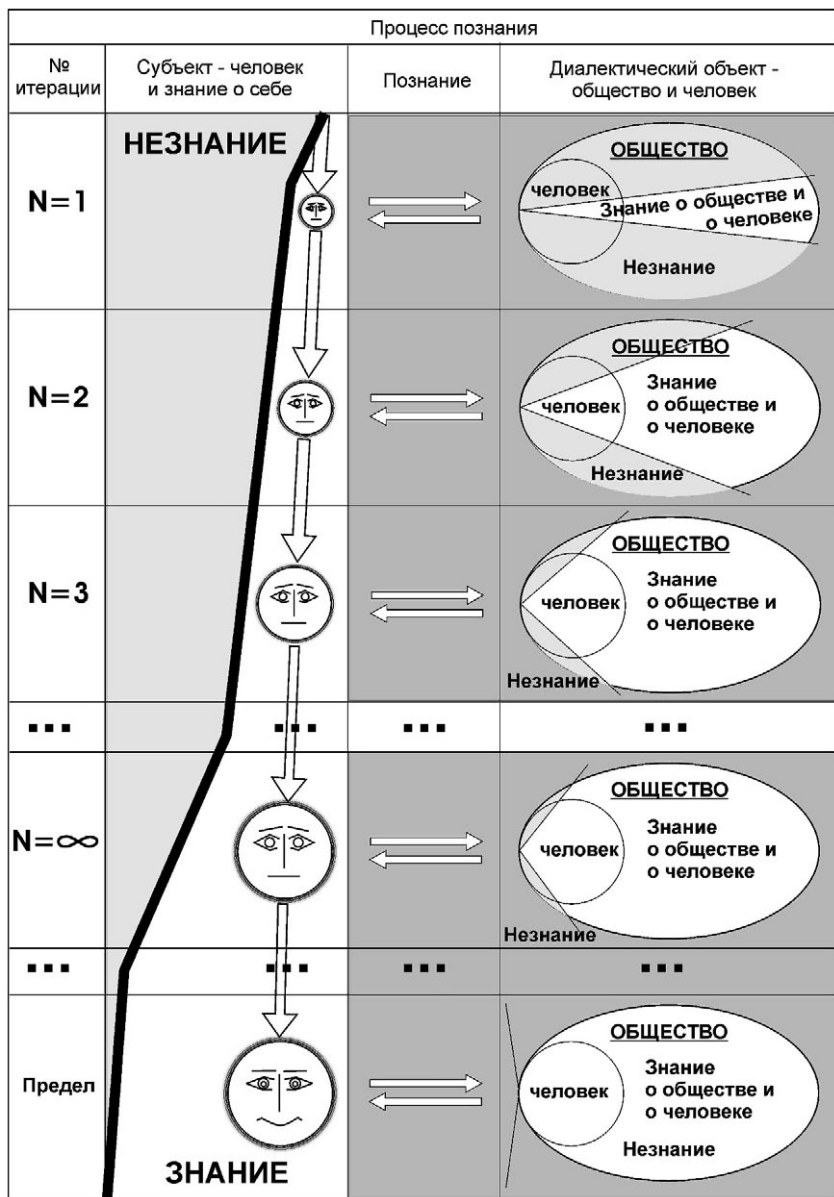 Процесс познания
№
итерации
Субъект - человек
и знание о себе
Познание
Диалектический объект -
общество и человек
N=1
НЕЗНАНИЕ
ОБЩЕСТВО
человек
Знание о обществе и
о человеке
Незнание
N=2
ОБЩЕСТВО
человек
Знание
о обществе и
о человеке
Незнание
N=3
ОБЩЕСТВО
человек
Знание
о обществе и
о человеке
Незнание
...
...
...
...
N=∞
ОБЩЕСТВО
человек
Знание
о обществе и
о человеке
Незнание
...
...
...
...
Предел
ЗНАНИЕ
ОБЩЕСТВО
человек
Знание
о обществе и
о человеке
Незнание